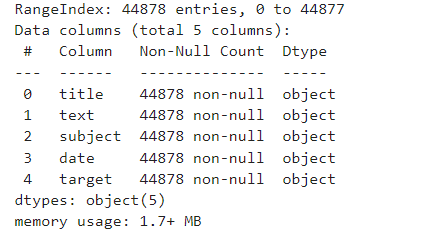 RangeIndex: 44878 entries, 0 to 44877
Data columns (total 5 columns):
 #   Column   Non-Null Count  Dtype
---  ------   --------------  -----
 0   title    44878 non-null  object
 1   text     44878 non-null  object
 2   subject  44878 non-null  object
 3   date     44878 non-null  object
 4   target   44878 non-null  object
dtypes: object(5)
memory usage: 1.7+ MB